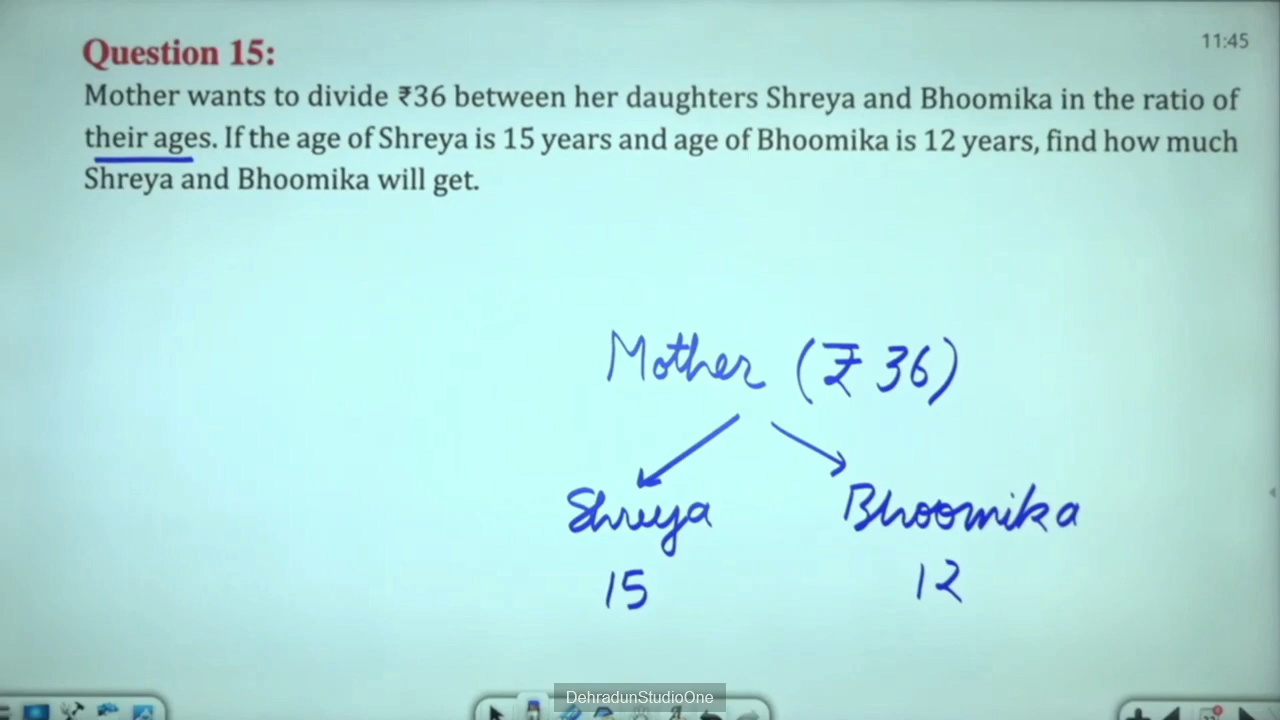 11:45
Question 15:
Mother wants to divide ₹36 between her daughters Shreya and Bhoomika in the ratio of
their ages. If the age of Shreya is 15 years and age of Bhoomika is 12 years, find how much
Shreya and Bhoomika will get.
Mother (₹ 36)
Shreya Bhoomika
15 12
DehradunStudioOne